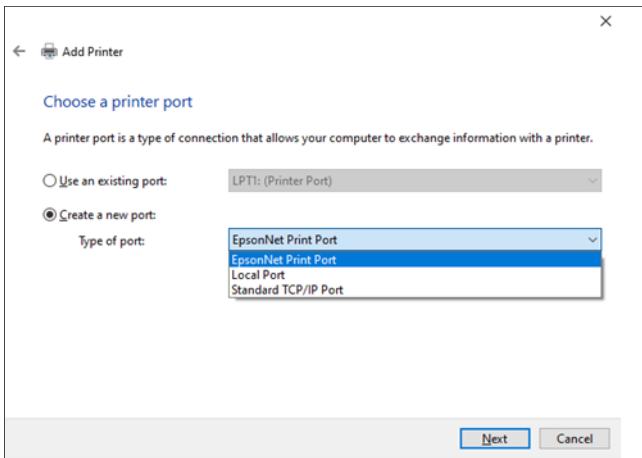 Add Printer
Choose a printer port
A printer port is a type of connection that allows your computer to exchange information with a printer.
Use an existing port: LPT1: (Printer Port)
Create a new port:
Type of port: EpsonNet Print Port
EpsonNet Print Port
Local Port
Standard TCP/IP Port
Next Cancel